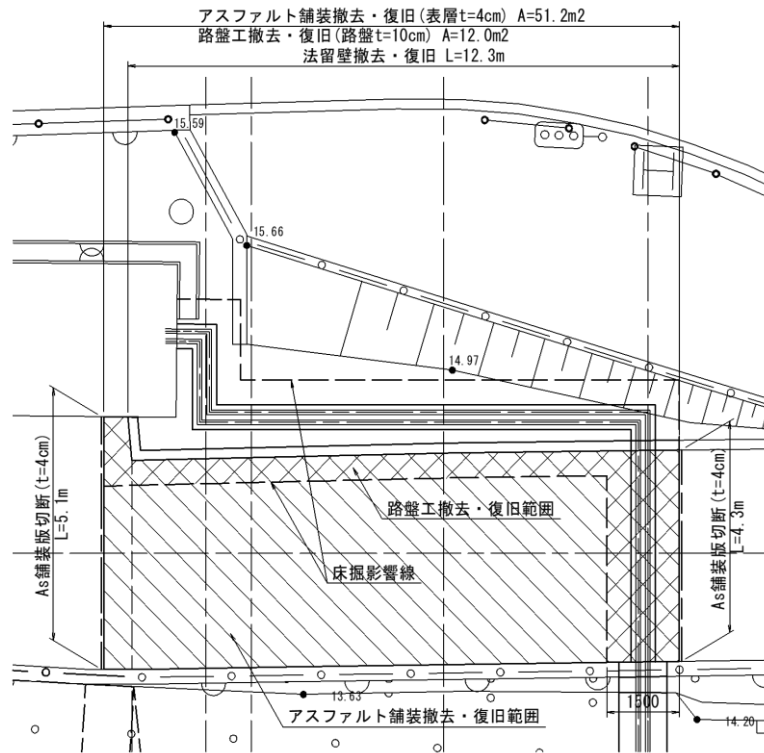 アスファルト舗装撤去・復旧(表層t=4cm) A=51.2m2
路盤工撤去・復旧(路盤t=10cm) A=12.0m2
法留壁撤去・復旧 L=12.3m
15.59
15.66
14.97
As舗装版切断(t=4cm)
L=5.1m
路盤工撤去・復旧範囲
床掘影響線
As舗装版切断(t=4cm)
L=4.3m
13.63
アスファルト舗装撤去・復旧範囲
1500
14.20